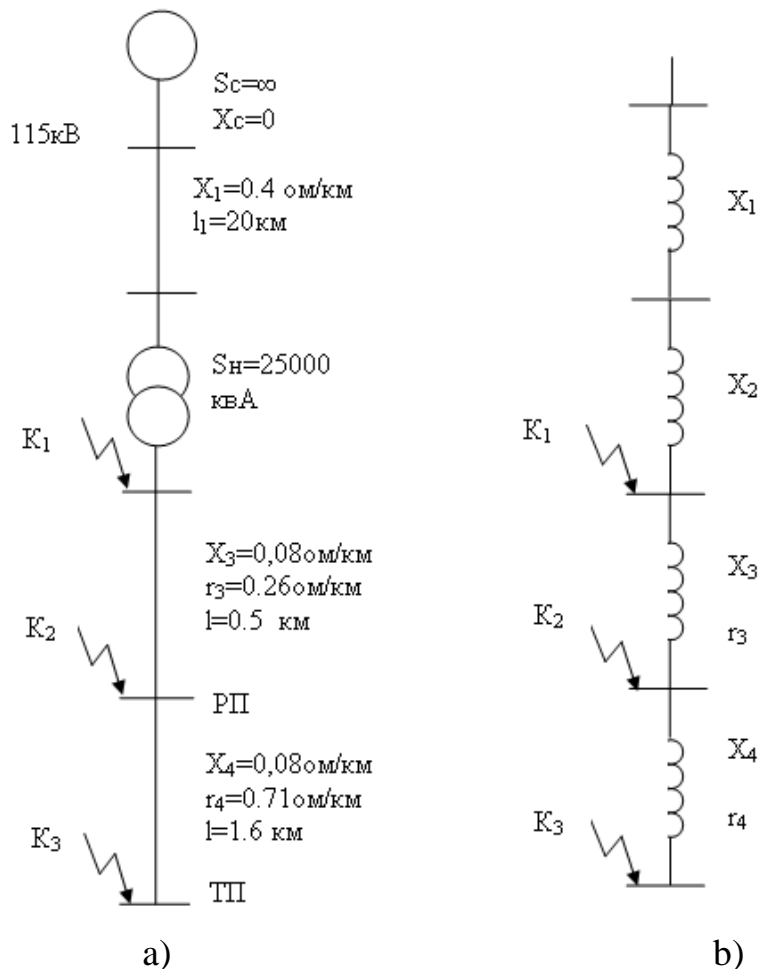 Sc=∞
Xc=0
115кВ
X₁=0.4 ом/км
l₁=20км
Sн=25000
квА
K₁
X₃=0,08ом/км
r₃=0.26ом/км
l=0.5 км
K₂
РП
X₄=0,08ом/км
r₄=0.71ом/км
l=1.6 км
K₃
ТП
a)
X₁
X₂
K₁
X₃
K₂
r₃
X₄
K₃
r₄
b)